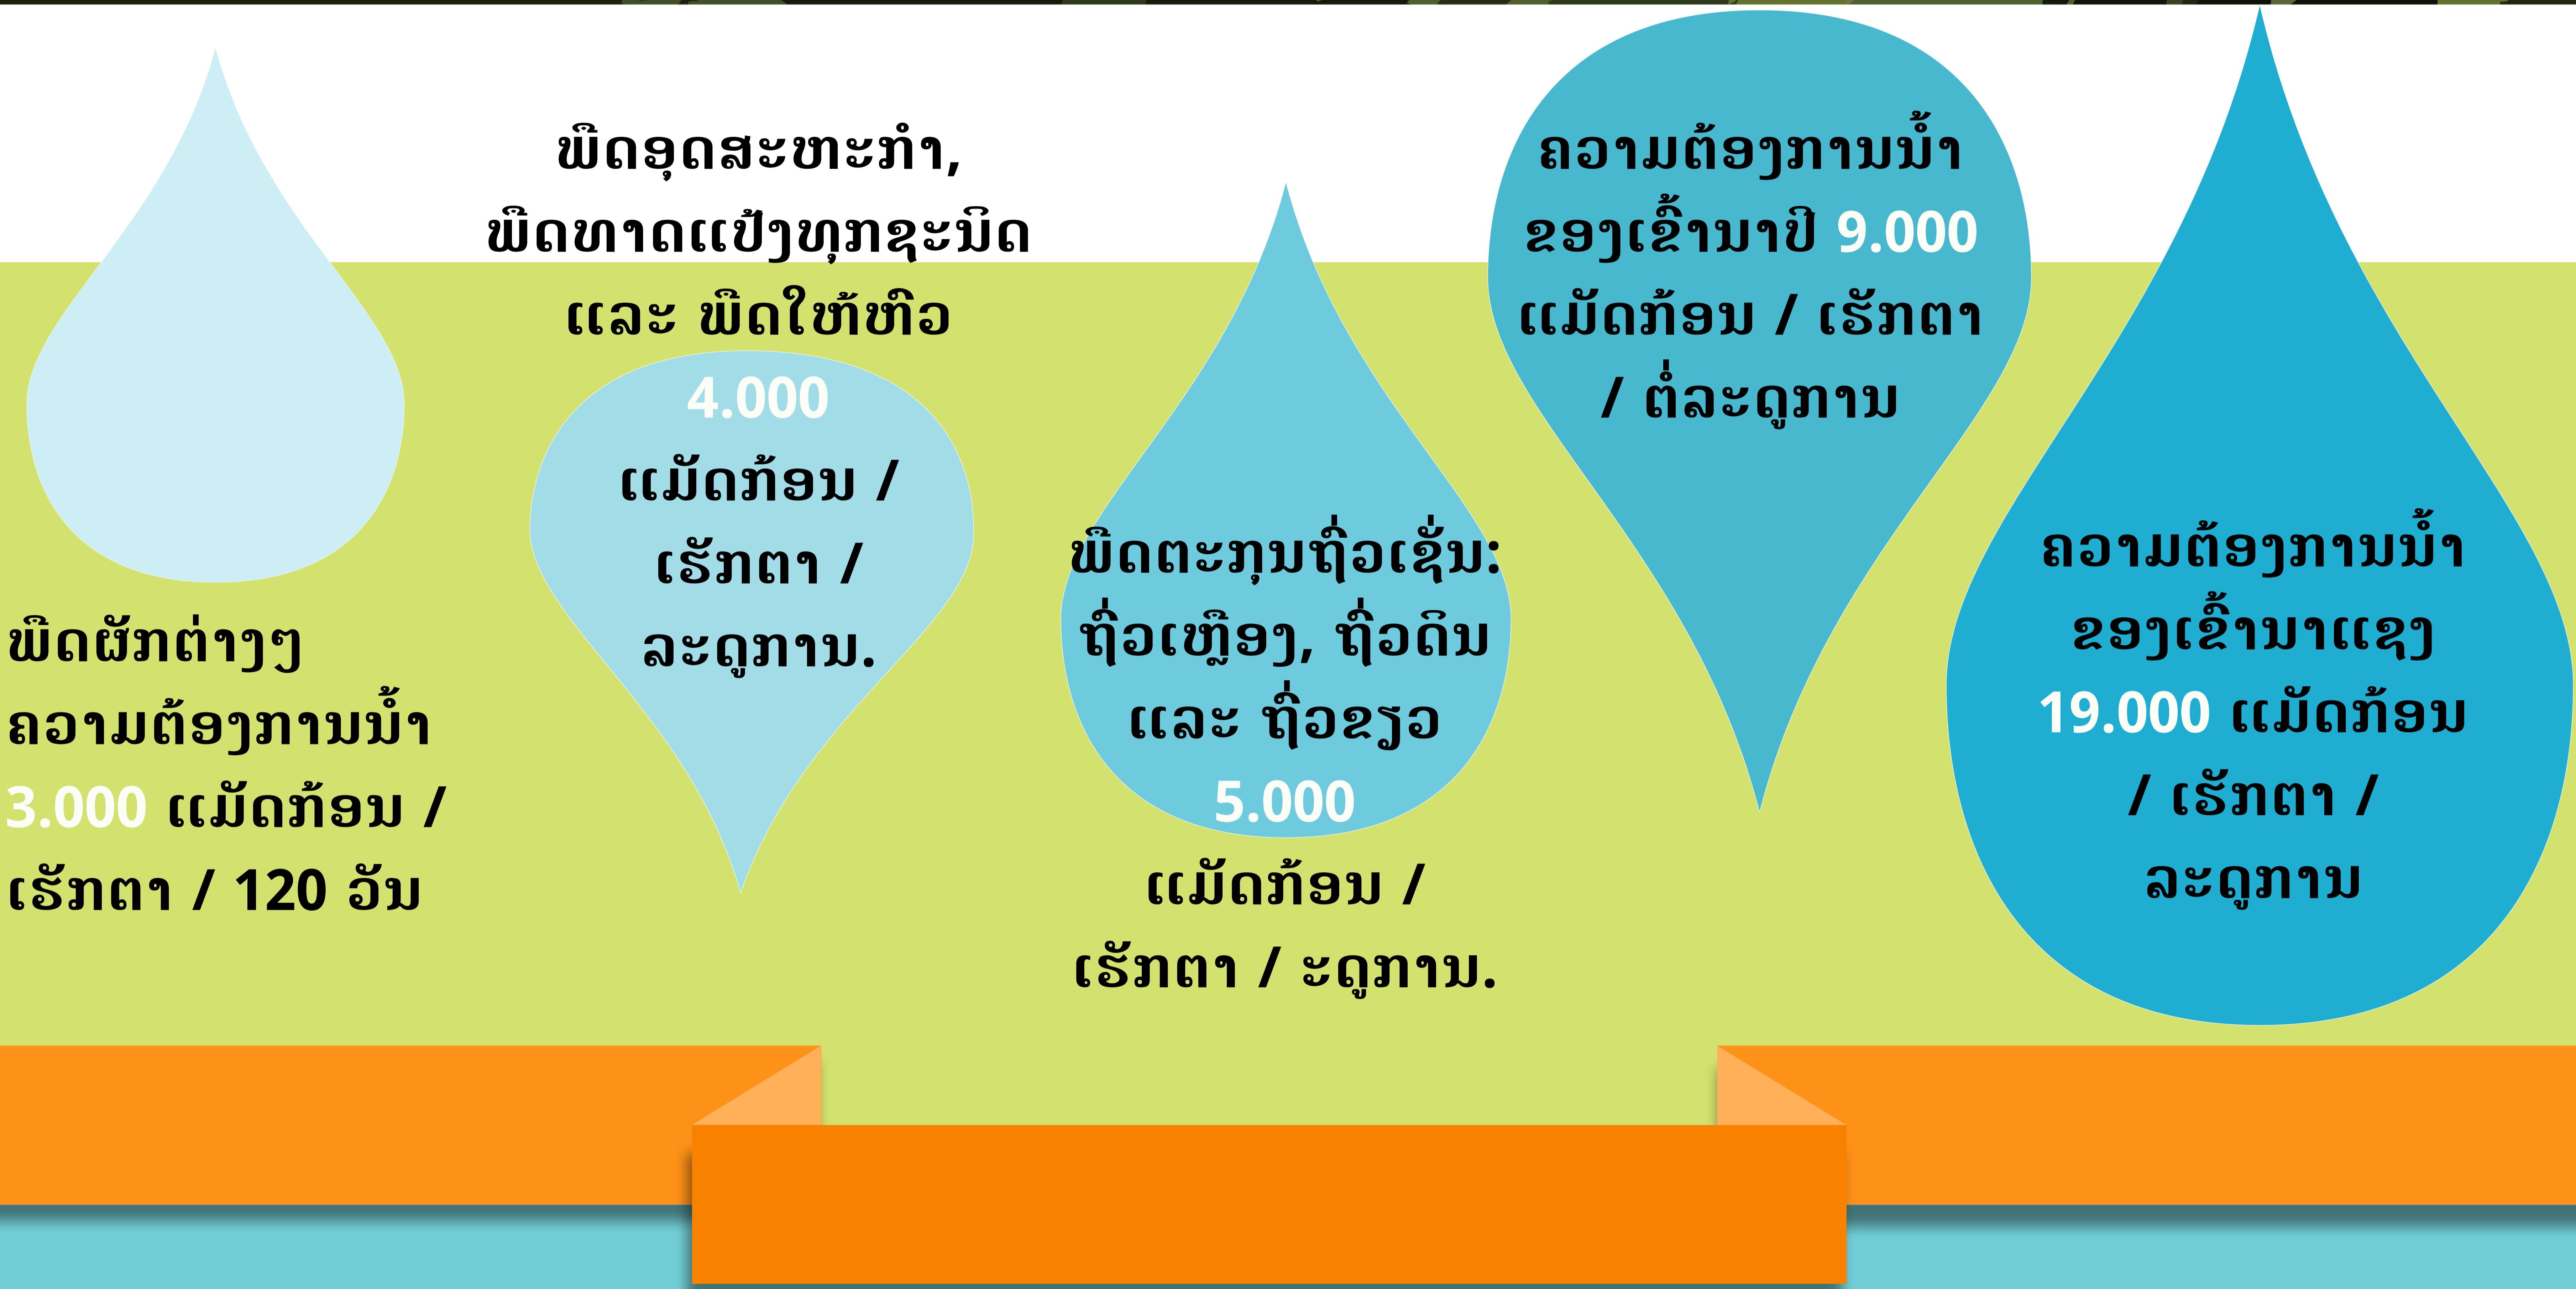 ພືດຜັກຕ່າງໆ
ຄວາມຕ້ອງການນ້ຳ
3.000 ແມັດກ້ອນ /
ເຮັກຕາ / 120 ວັນ
ພືດອຸດສະຫະກຳ,
ພືດທາດແປ້ງທຸກຊະນິດ
ແລະ ພືດໃຫ້ຫົວ
4.000
ແມັດກ້ອນ /
ເຮັກຕາ /
ລະດູການ.
ພືດຕະກຸນຖົ່ວເຊັ່ນ:
ຖົ່ວເຫຼືອງ, ຖົ່ວດິນ
ແລະ ຖົ່ວຂຽວ
5.000
ແມັດກ້ອນ /
ເຮັກຕາ / ະດູການ.
ຄວາມຕ້ອງການນ້ຳ
ຂອງເຂົ້ານາປີ 9.000
ແມັດກ້ອນ / ເຮັກຕາ
/ ຕໍ່ລະດູການ
ຄວາມຕ້ອງການນ້ຳ
ຂອງເຂົ້ານາແຊງ
19.000 ແມັດກ້ອນ
/ ເຮັກຕາ /
ລະດູການ